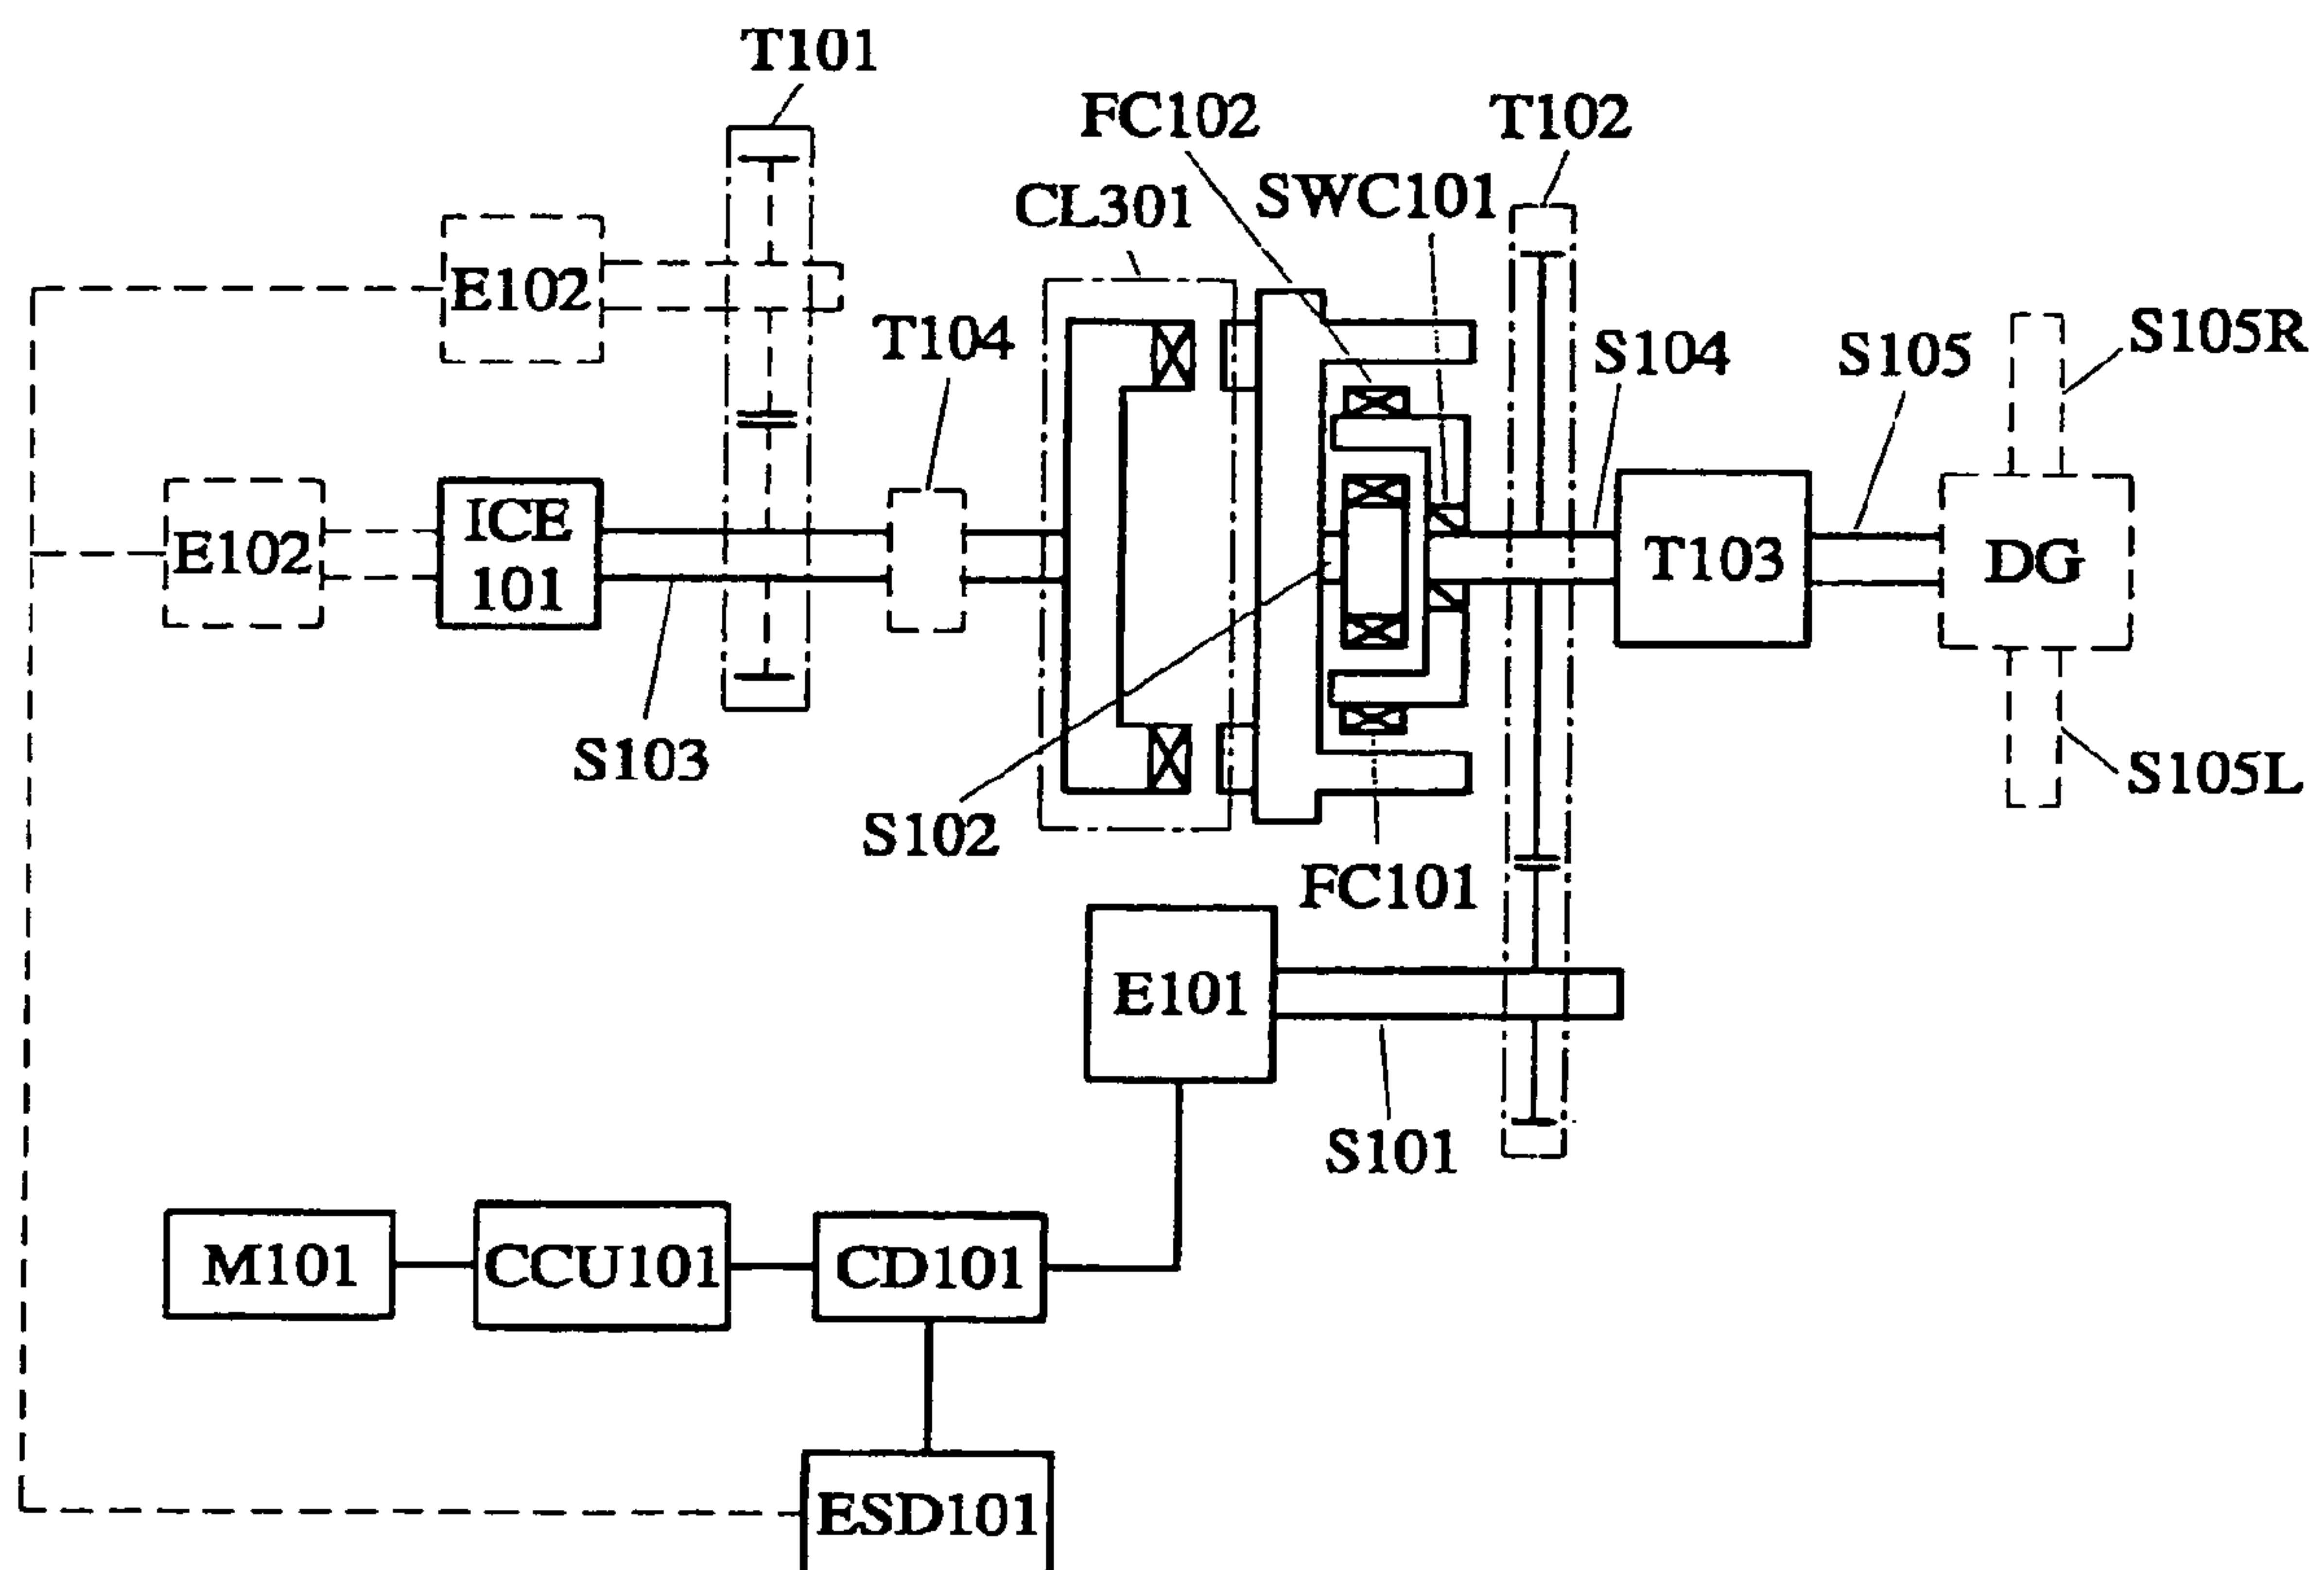 T101
FC102
T102
SWC101
CL301
E102
T104
S104
S105
S105R
ICE
101
E102
T103
DG
S103
S102
S105L
FC101
E101
S101
M101
CCU101
CD101
ESD101